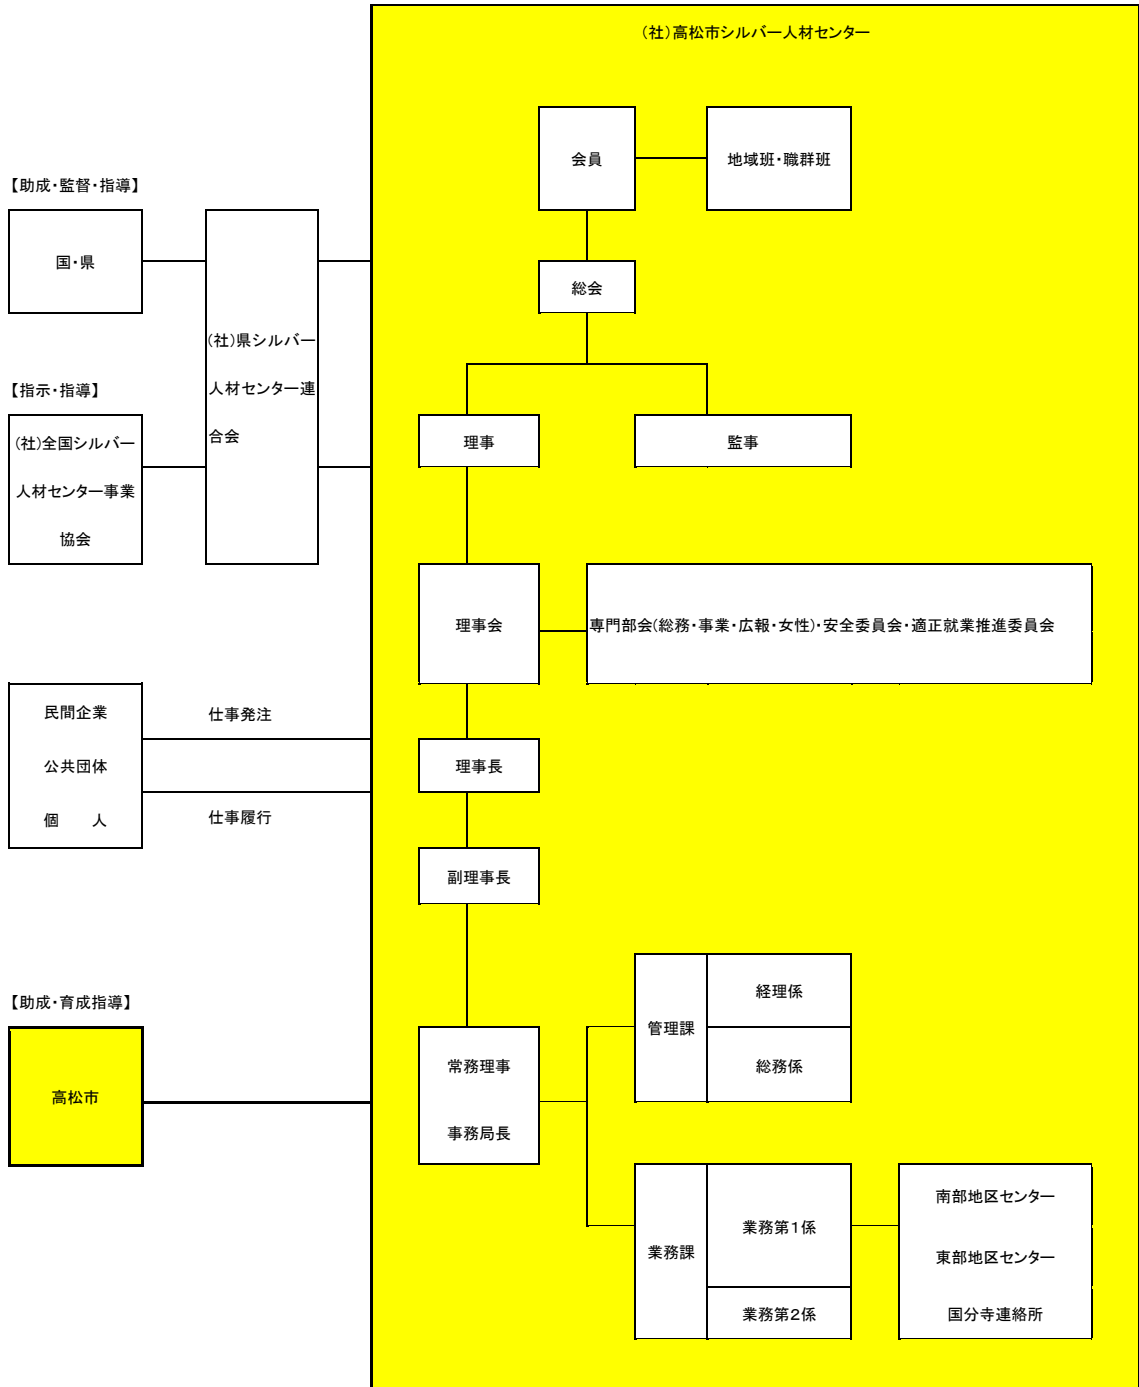 (社)高松市シルバー人材センター
会員
地域班・職群班
【助成・監督・指導】
国・県
総会
(社)県シルバー
人材センター連
合会
【指示・指導】
(社)全国シルバー
人材センター事業
協会
理事
監事
理事会
専門部会(総務・事業・広報・女性)・安全委員会・適正就業推進委員会
民間企業
公共団体
個　人
仕事発注
仕事履行
理事長
副理事長
【助成・育成指導】
高松市
常務理事
事務局長
管理課
経理係
総務係
業務課
業務第１係
業務第２係
南部地区センター
東部地区センター
国分寺連絡所